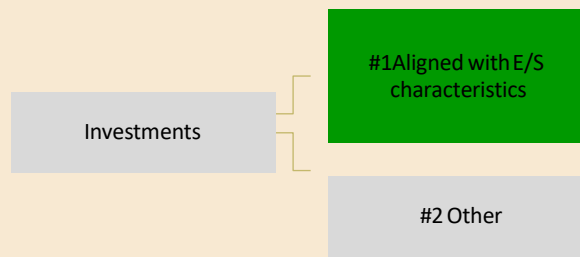 #1Aligned with E/S
characteristics
Investments
#2 Other